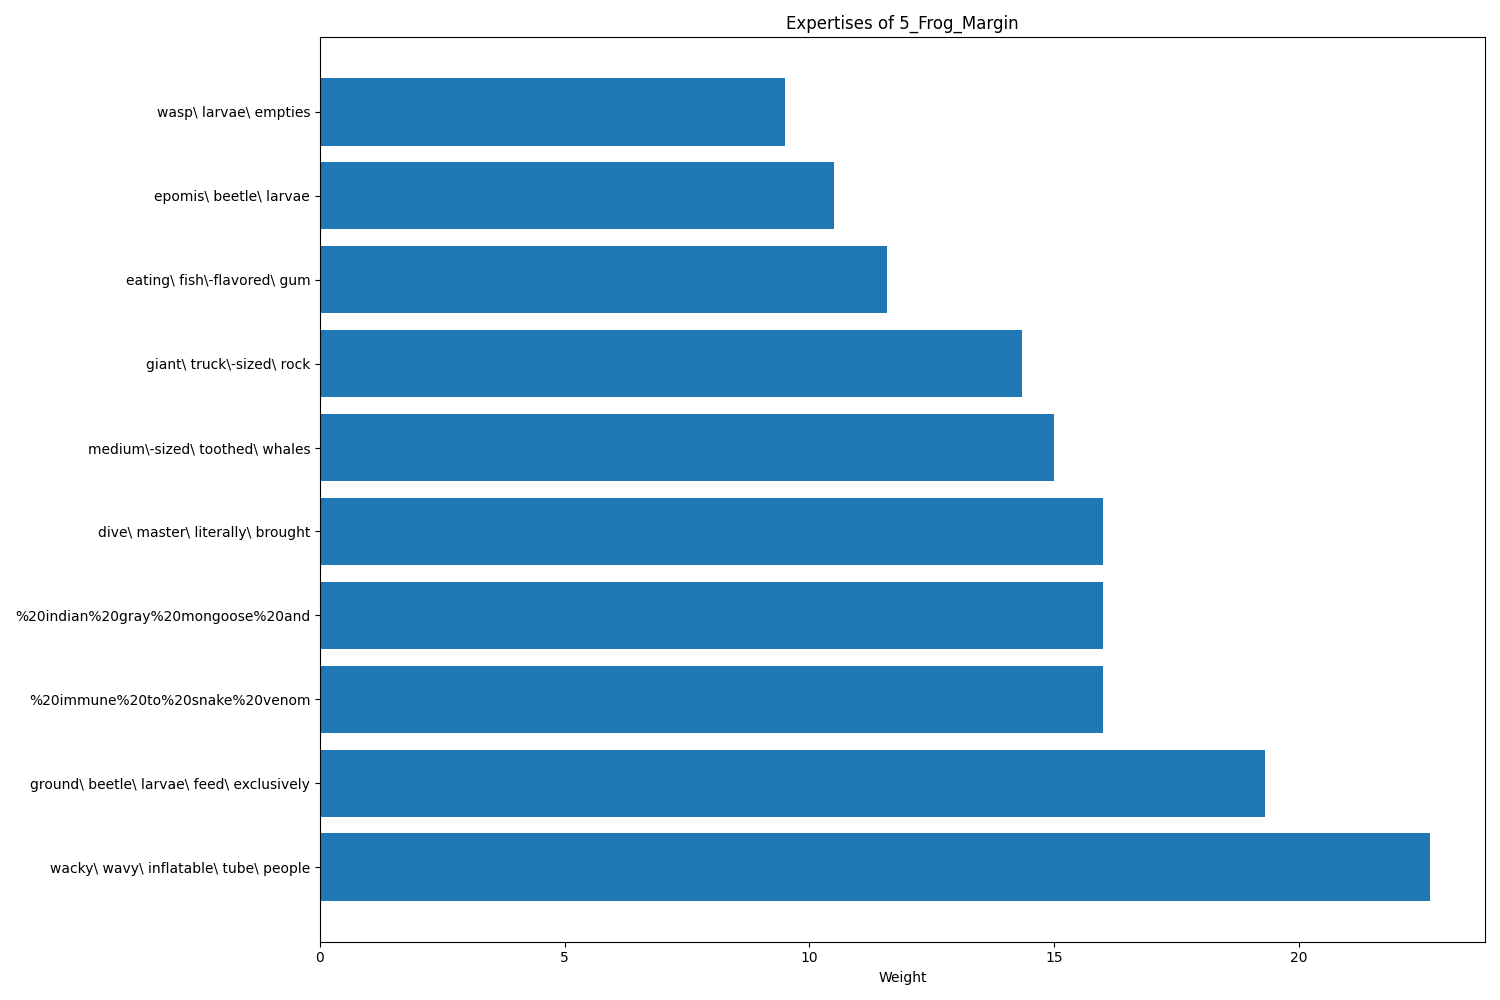 Expertises of 5_Frog_Margin
wasp\ larvae\ empties
epomis\ beetle\ larvae
eating\ fish\-flavored\ gum
giant\ truck\-sized\ rock
medium\-sized\ toothed\ whales
dive\ master\ literally\ brought
%20indian%20gray%20mongoose%20and
%20immune%20to%20snake%20venom
ground\ beetle\ larvae\ feed\ exclusively
wacky\ wavy\ inflatable\ tube\ people
0 5 10 15 20
Weight